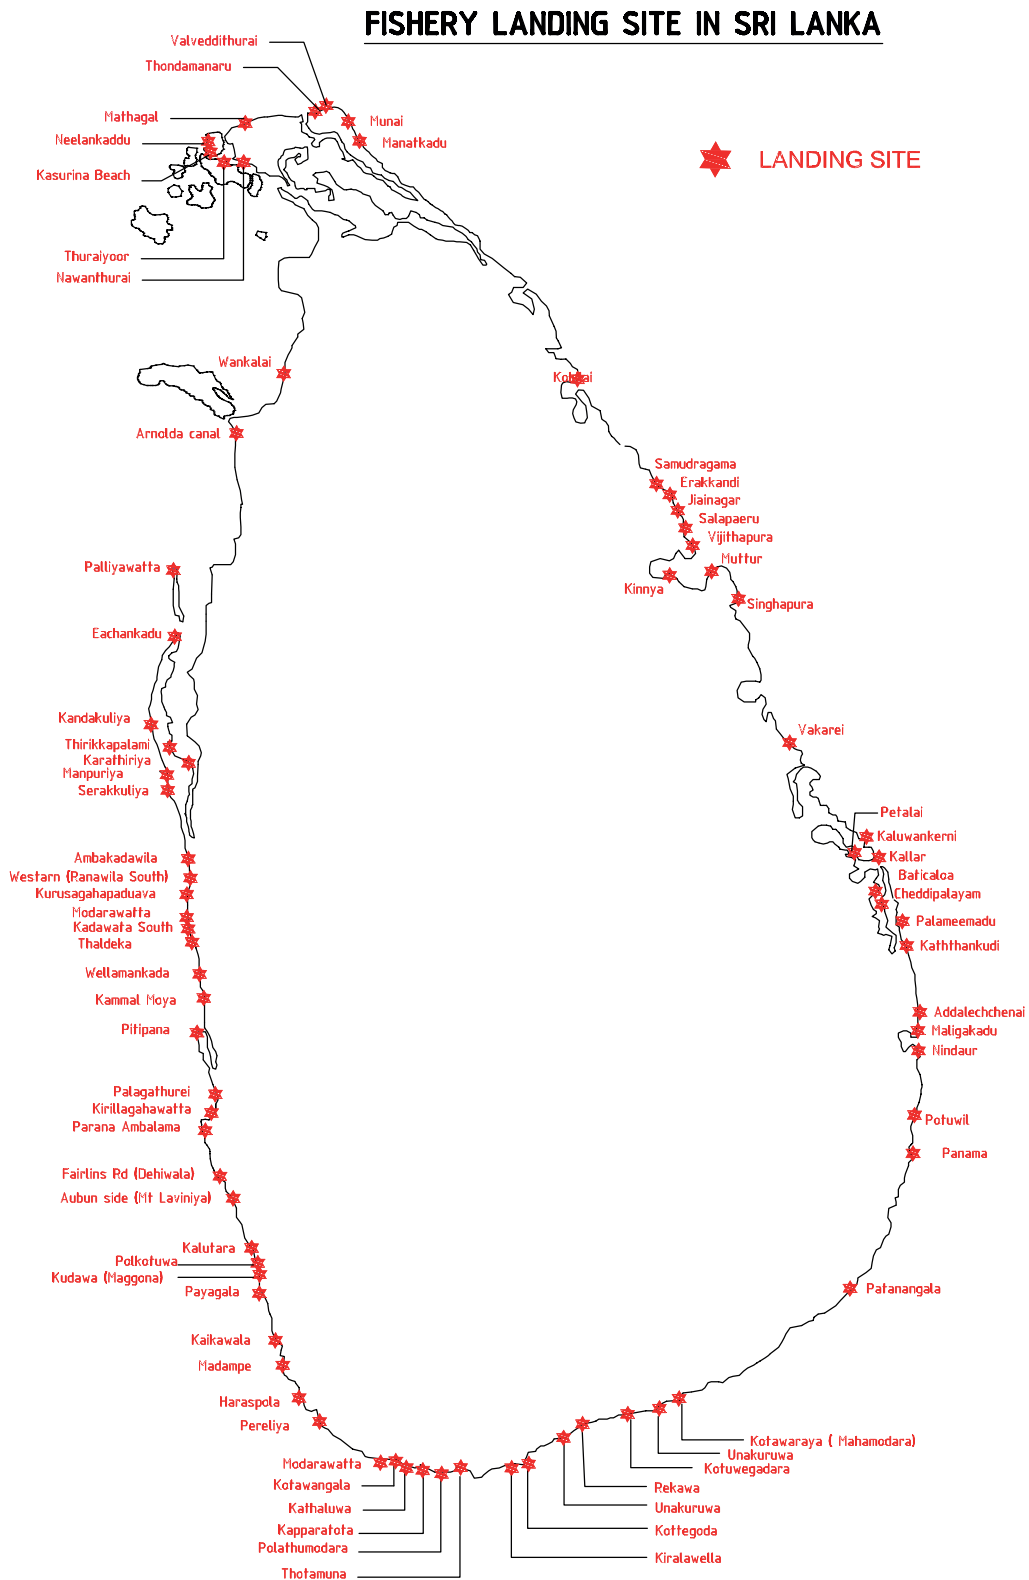 FISHERY LANDING SITE IN SRI LANKA
Valveddithurai
Thondamanaru
Mathagal
Munai
Neelankaddu
Manatkadu
LANDING SITE
Kasurina Beach
Thuraiyoor
Nawanthurai
Wankalai
Arnolda canal
Samudragama
Erakkandi
Jiainagar
Salapaeru
Vijithapura
Muttur
Palliyawatta
Kinnya
Singhapura
Eachankadu
Kandakuliya
Vakarei
Thirikkapalami
Karathiriya
Manpuriya
Serakkuliya
Petalai
Kaluwankerni
Ambakadawila
Kallar
Westarn (Ranawila South)
Baticaloa
Kurusagahapaduava
Cheddipalayam
Modarawatta
Palameemadu
Kadawata South
Thaldeka
Kaththankudi
Wellamankada
Kammal Moya
Addalechchenai
Pitipana
Maligakadu
Nindaur
Palagathurei
Kirillagahawatta
Potuwil
Parana Ambalama
Panama
Fairlins Rd (Dehiwala)
Aubun side (Mt Laviniya)
Kalutara
Polkotuwa
Kudawa (Maggona)
Payagala
Patanangala
Kaikawala
Madampe
Haraspola
Pereliya
Kotawaraya ( Mahamodara)
Unakuruwa
Modarawatta
Kotuwegadara
Kotawangala
Rekawa
Kathaluwa
Unakuruwa
Kapparatota
Kottegoda
Polathumodara
Kiralawella
Thotamuna